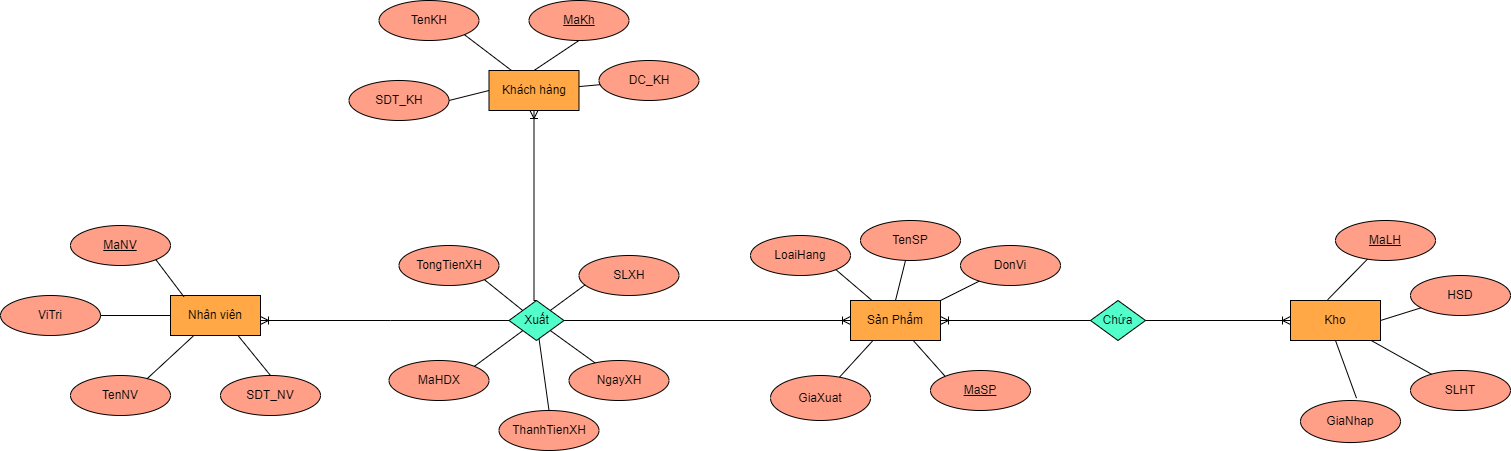 TenKH
MaKh
SDT_KH
Khách hàng
DC_KH
MaNV
ViTri
Nhân viên
TenNV
SDT_NV
TongTienXH
SLXH
Xuất
MaHDX
NgayXH
ThanhTienXH
LoaiHang
TenSP
DonVi
Sản Phẩm
GiaXuat
MaSP
Chứa
MaLH
HSD
Kho
SLHT
GiaNhap